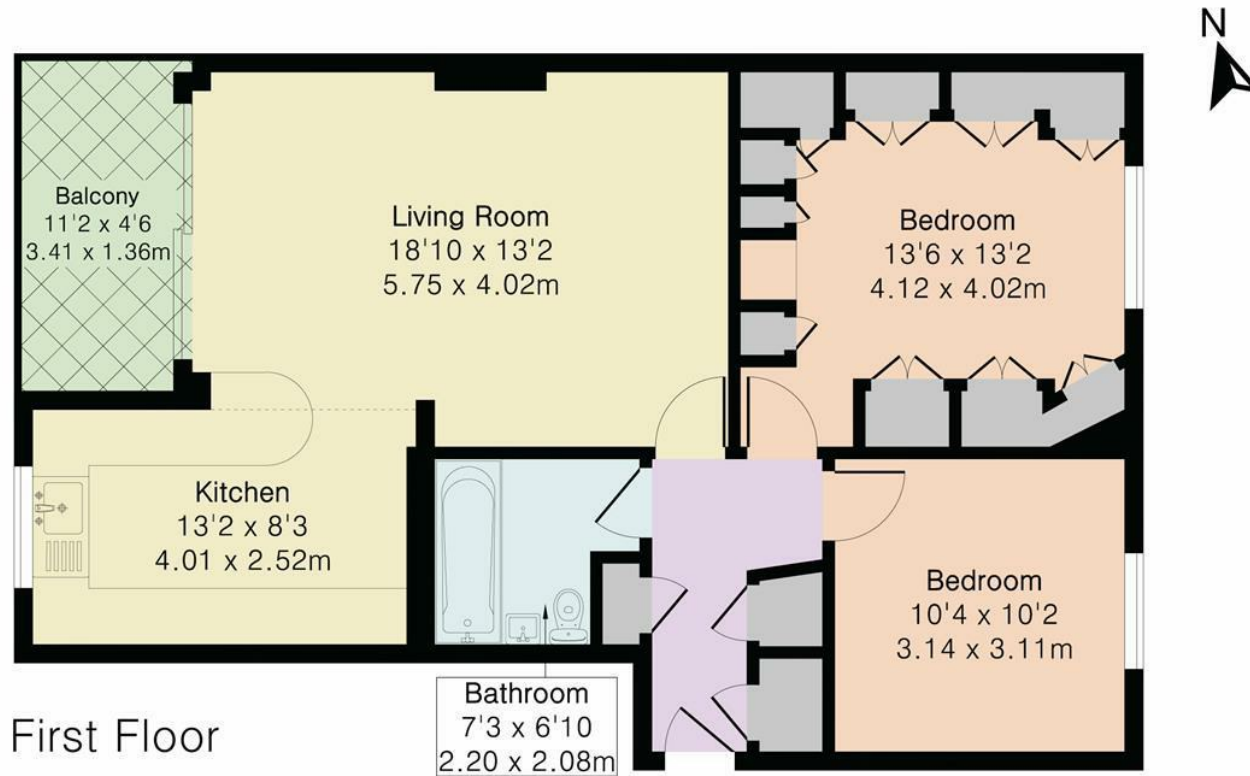 N
Balcony
11'2 x 4'6
3.41 x 1.36m
Living Room
18'10 x 13'2
5.75 x 4.02m
Bedroom
13'6 x 13'2
4.12 x 4.02m
Kitchen
13'2 x 8'3
4.01 x 2.52m
Bedroom
10'4 x 10'2
3.14 x 3.11m
Bathroom
7'3 x 6'10
2.20 x 2.08m
First Floor